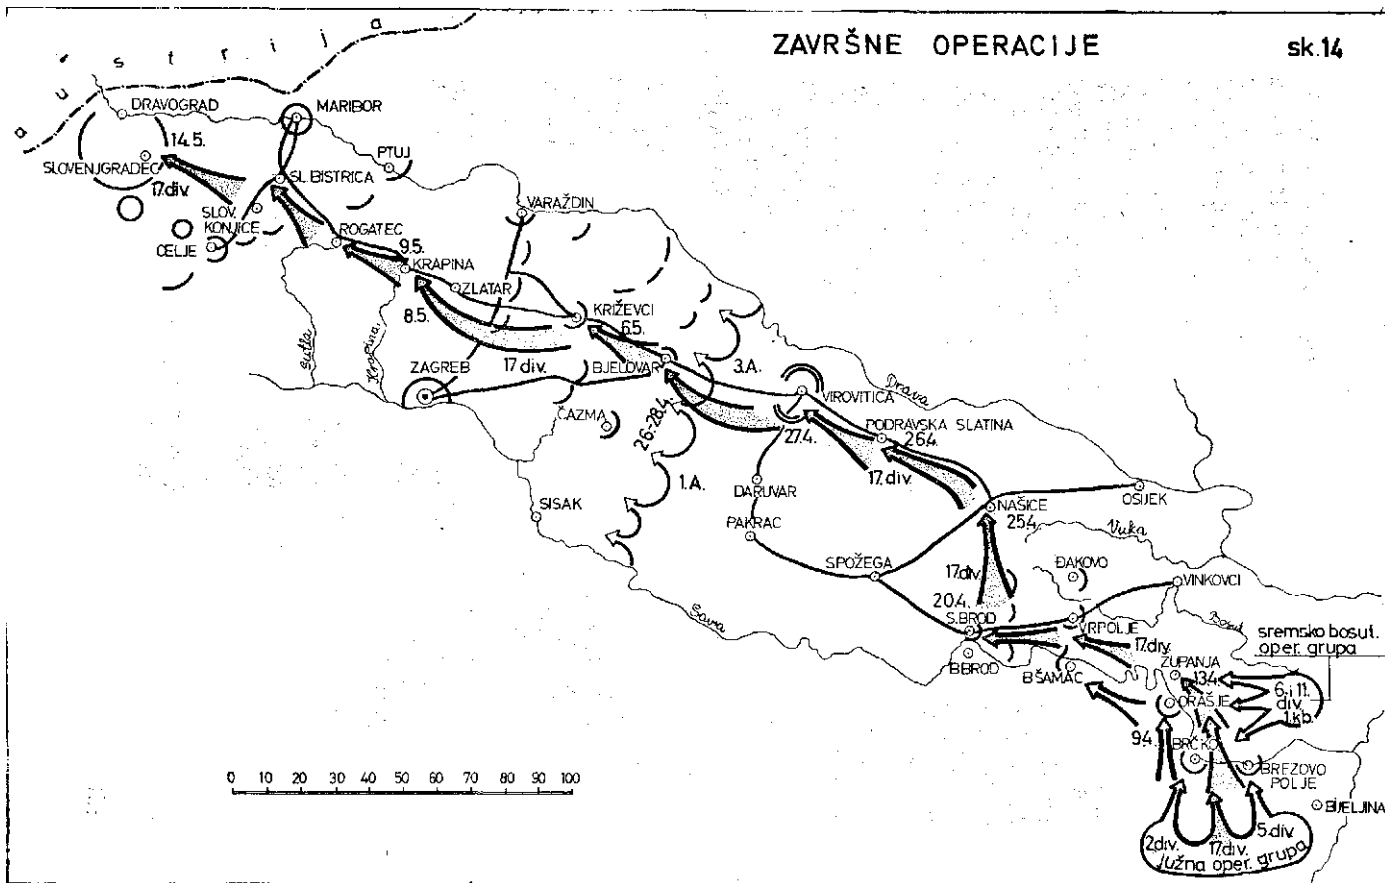 ZAVRŠNE OPERACIJE
sk.14
austrija
DRAVOGRAD
MARIBOR
14.5.
SLOVENJGRADEC
17.div.
PTUJ
SL.BISTRICA
SLOV.
KONJICE
CELJE
VARAŽDIN
ROGATEC
9.5.
KRAPINA
ZLATAR
8.5.
KRIŽEVCI
6.5.
Sutla
Krapina
ZAGREB
17 div.
BJELOVAR
3.A.
VIROVITICA
Drava
ČAZMA
26.-28.4.
27.4.
PODRAVSKA SLATINA
26.4.
17.div.
1.A.
DARUVAR
SISAK
PAKRAC
NAŠICE
25.4.
OSIJEK
Vuka
SPOŽEGA
17.div.
ĐAKOVO
VINKOVCI
20.4.
S.BROD
Sava
VRPOLJE
Bosut
sremsko bosut.
oper. grupa
B.BROD
17.div.
B.ŠAMAC
ŽUPANJA
13.4.
6.i 11.
div.
1.kb.
ORAŠJE
9.4.
BRČKO
BREZOVO
POLJE
0 10 20 30 40 50 60 70 80 90 100
BIJELJINA
2.div.
17.div.
5.div.
Južna oper. grupa